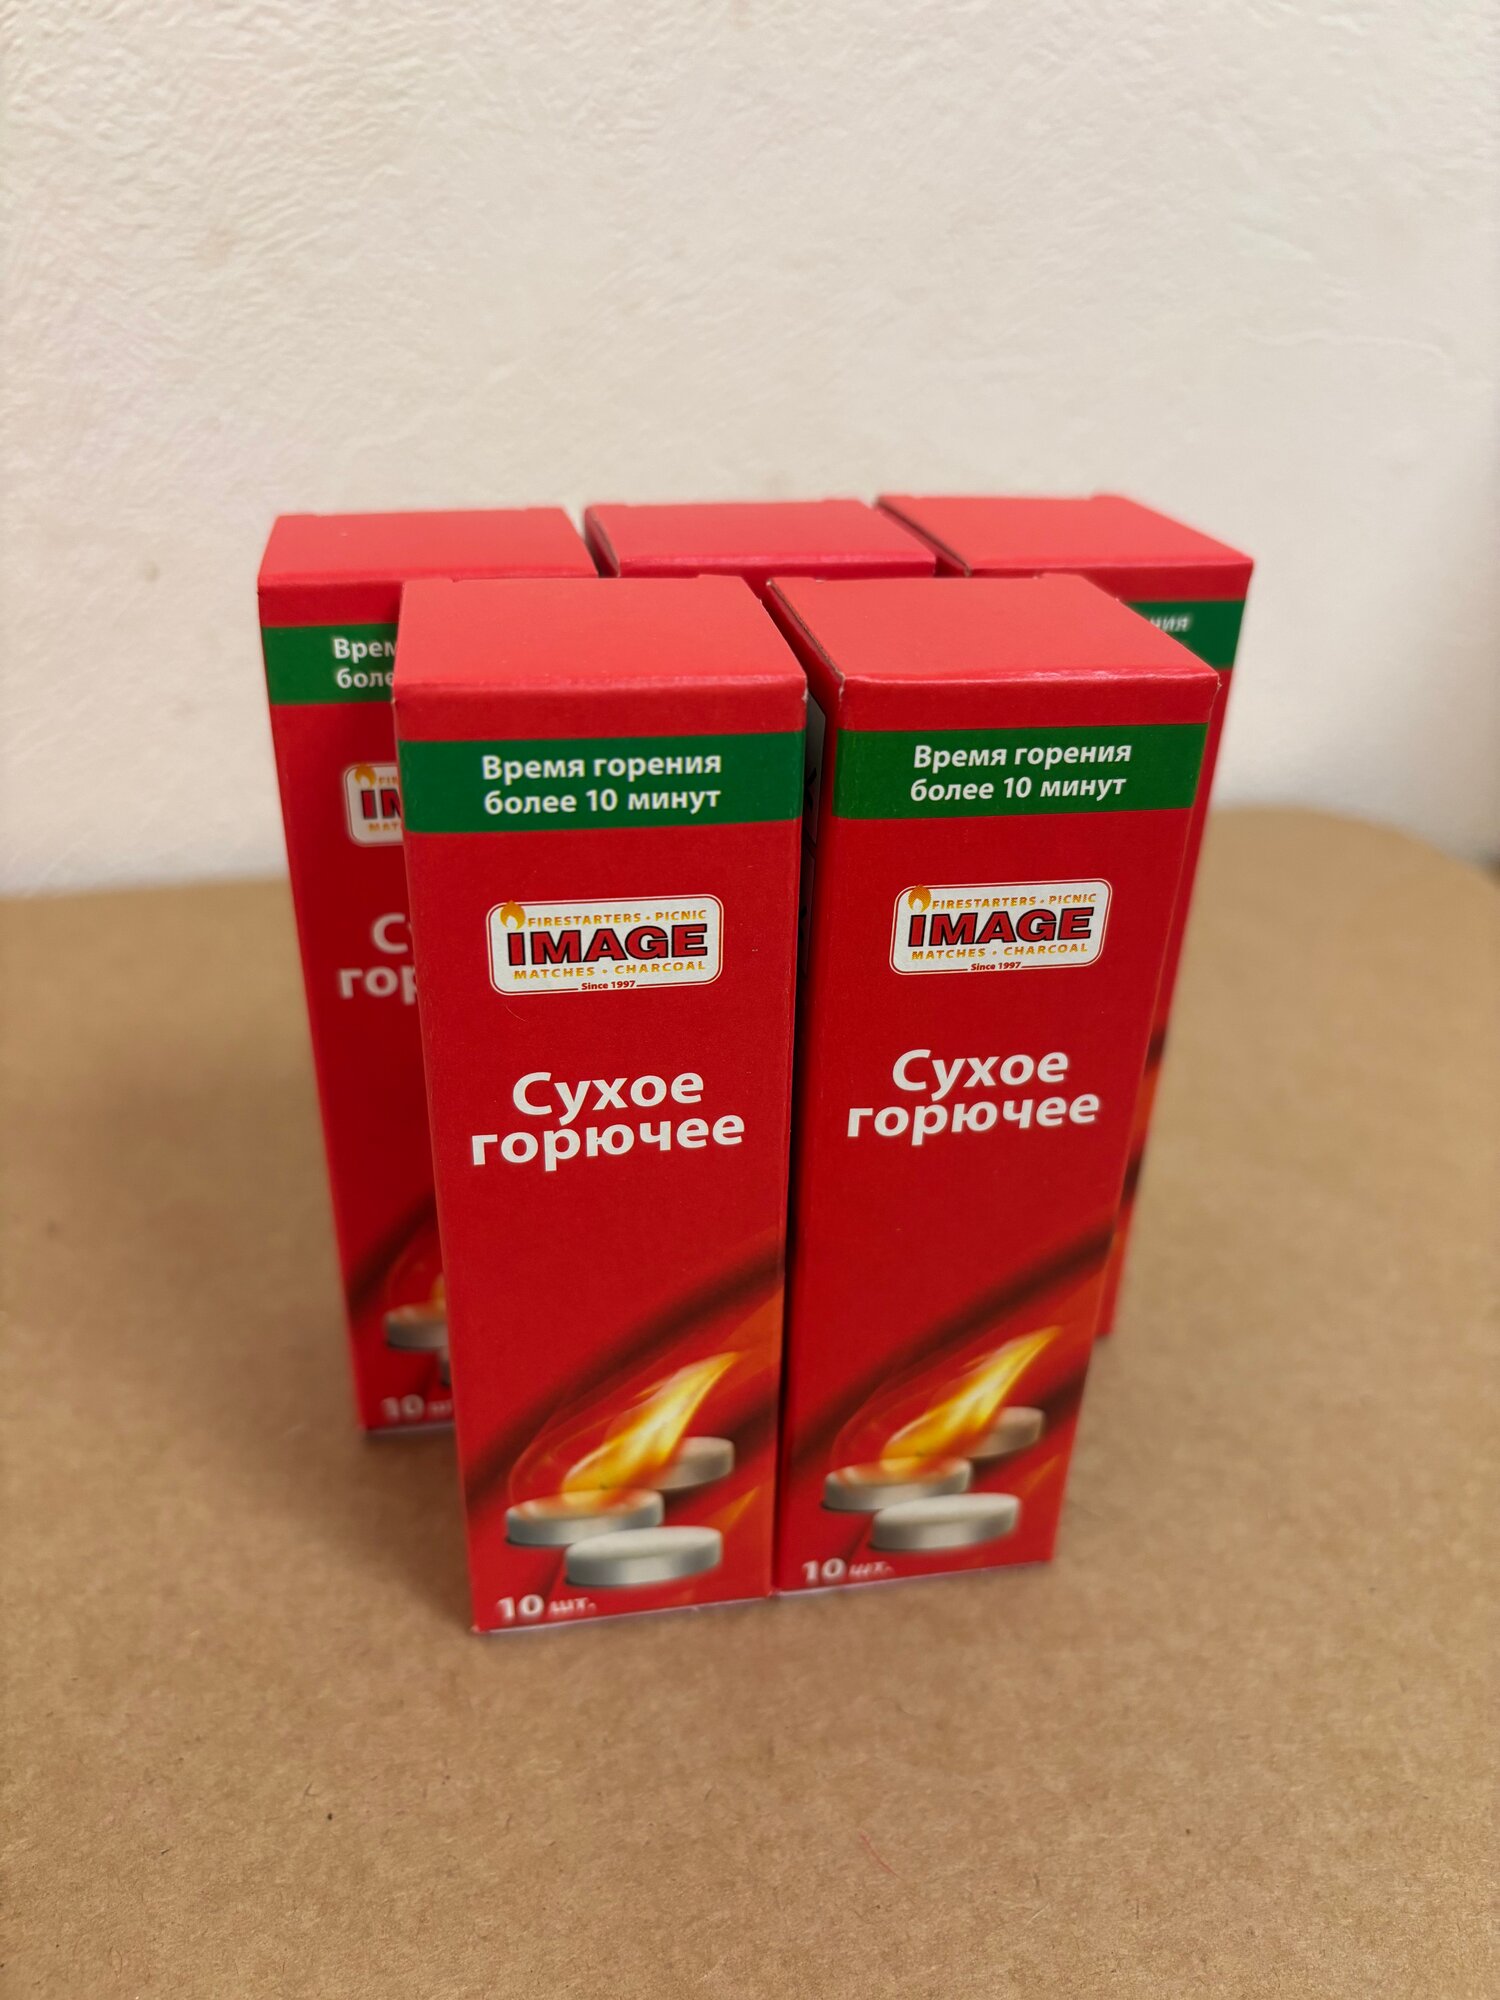 Время горения
более 10 минут
FIRESTARTERS • PICNIC
IMAGE
MATCHES • CHARCOAL
Since 1997
Сухое
горючее
10 шт.
Время горения
более 10 минут
FIRESTARTERS • PICNIC
IMAGE
MATCHES • CHARCOAL
Since 1997
Сухое
горючее
10 шт.
10